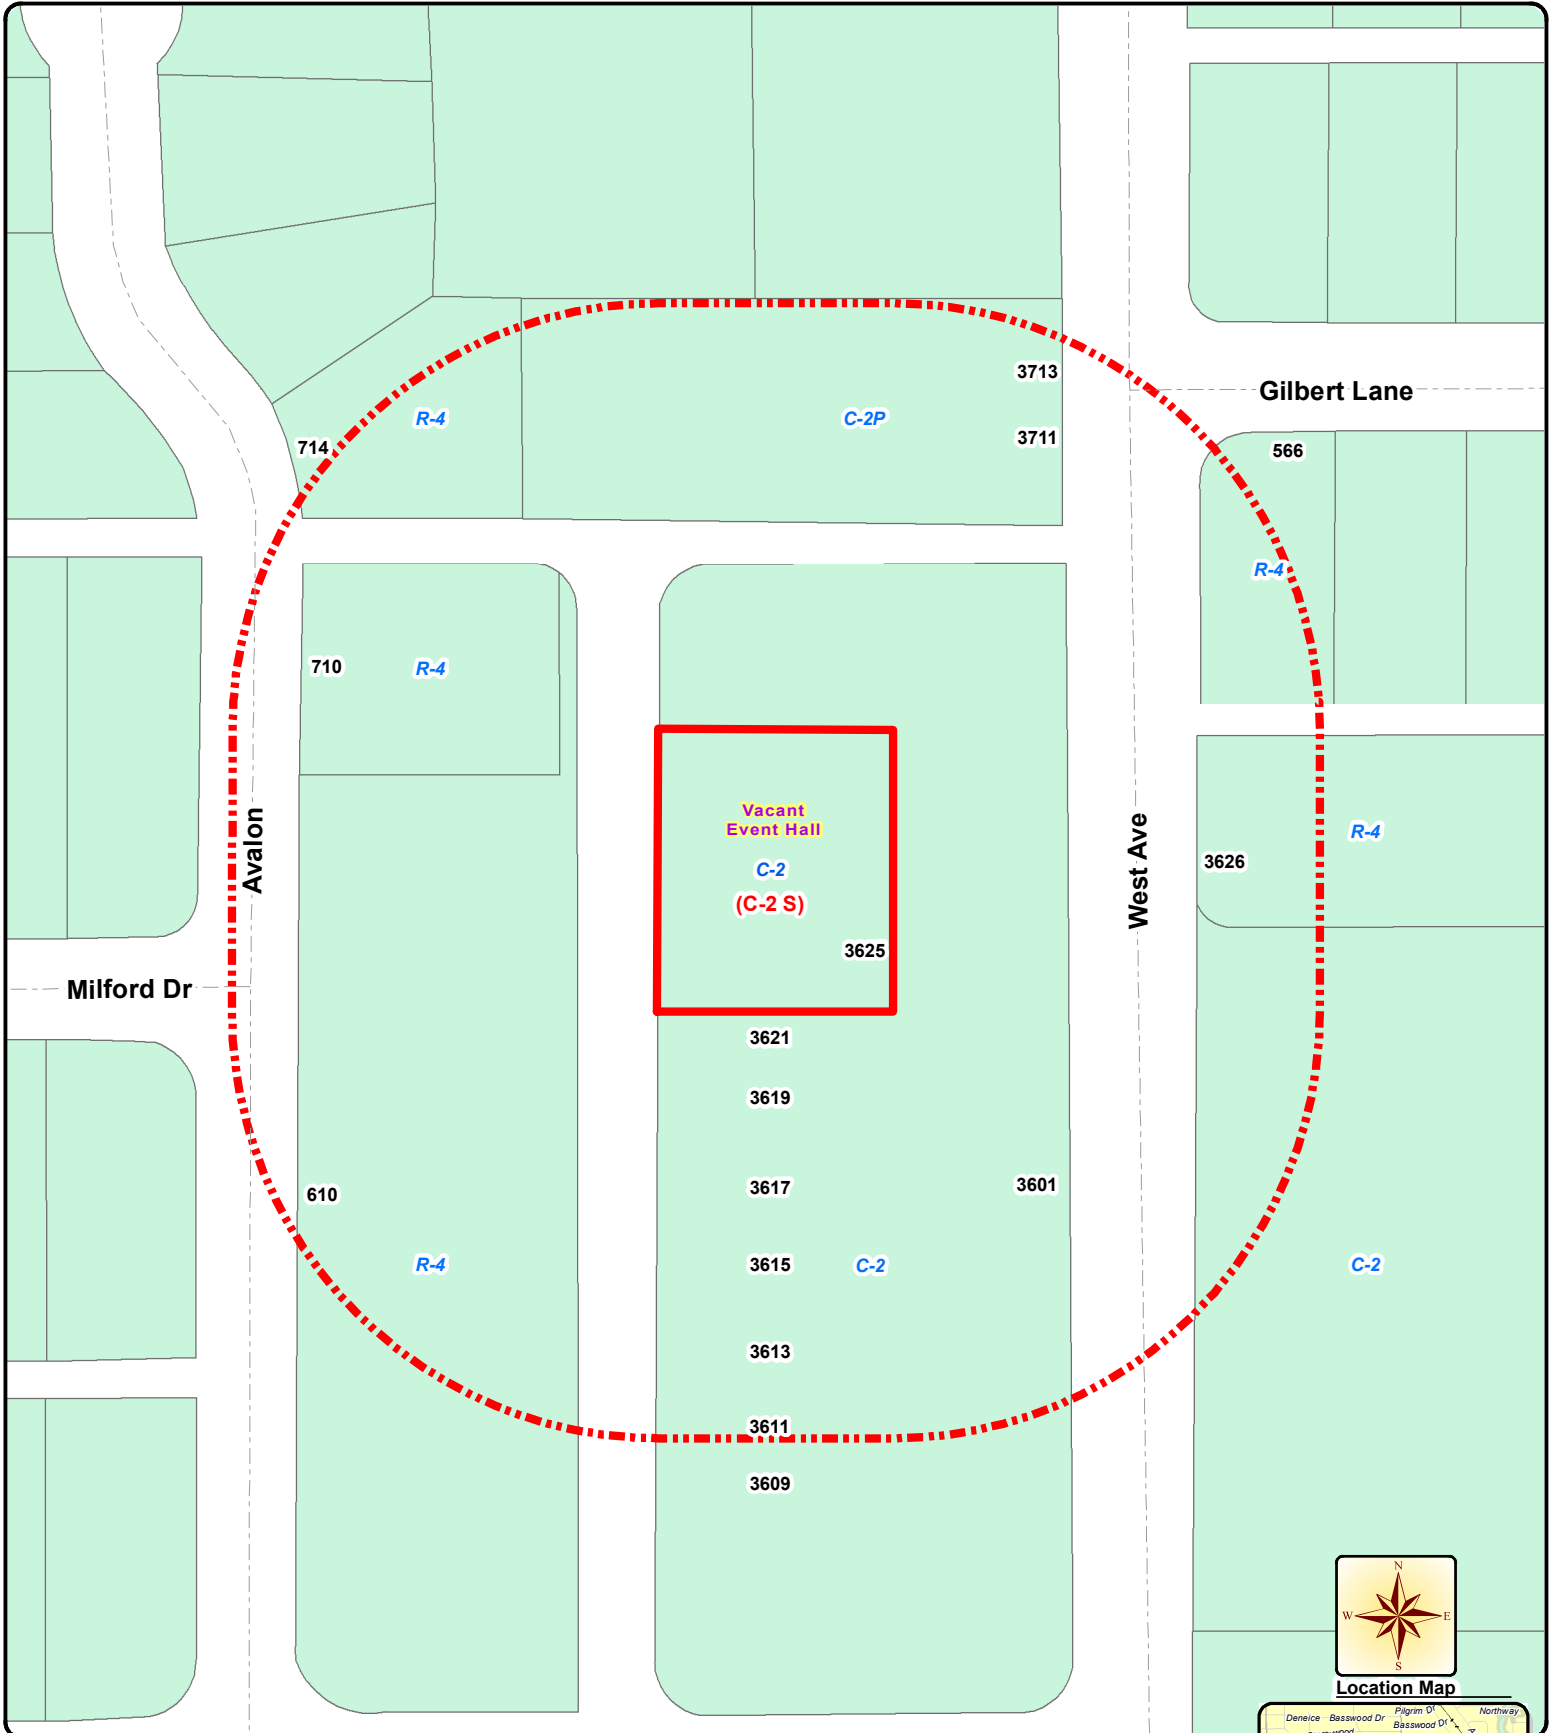 3713
Gilbert Lane
R-4
C-2P
3711
714
566
R-4
710
R-4
Vacant
Event Hall
C-2
(C-2 S)
3625
Avalon
West Ave
R-4
3626
Milford Dr
3621
3619
3617
3601
610
R-4
3615
C-2
C-2
3613
3611
3609
N
W
E
S
Location Map
Deneice
Basswood Dr
Pilgrim Dr
Basswood Dr
Northway